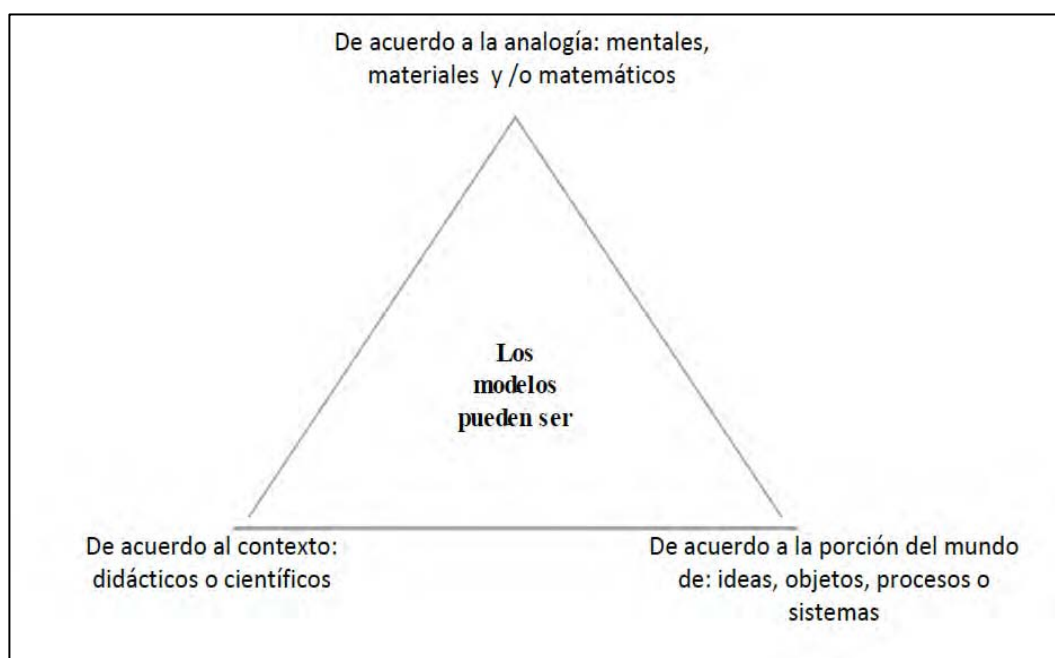 De acuerdo a la analogía: mentales,
materiales y /o matemáticos
Los
modelos
pueden ser
De acuerdo al contexto:
didácticos o científicos
De acuerdo a la porción del mundo
de: ideas, objetos, procesos o
sistemas